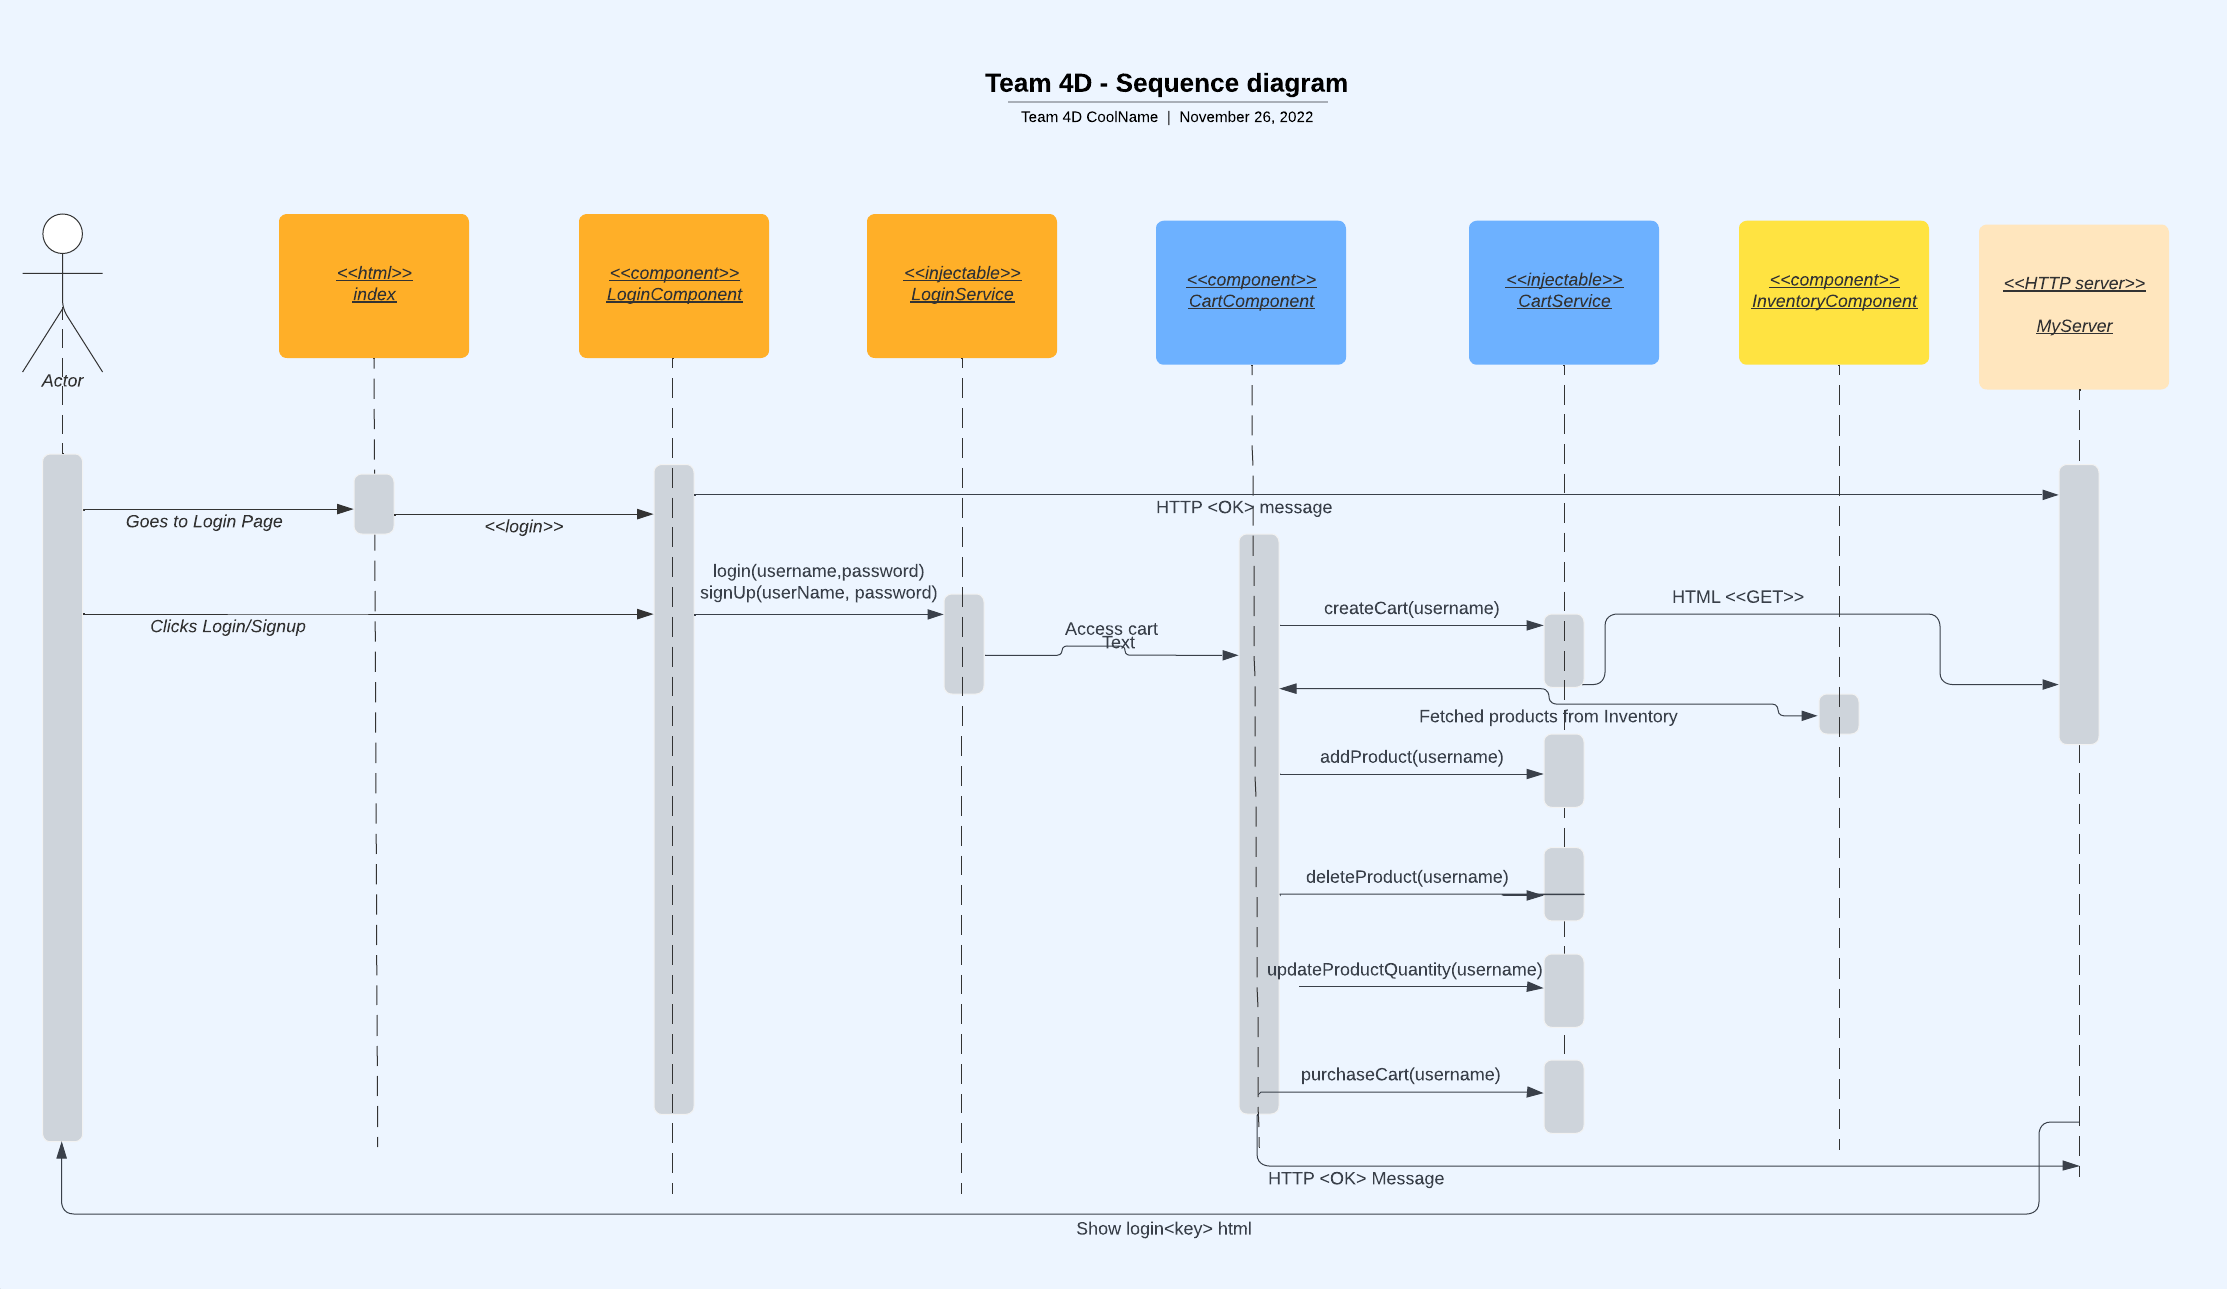 Team 4D - Sequence diagram
Team 4D CoolName | November 26, 2022
Actor
<<html>>
index
<<component>>
LoginComponent
<<injectable>>
LoginService
<<component>>
CartComponent
<<injectable>>
CartService
<<component>>
InventoryComponent
<<HTTP server>>
MyServer
HTTP <OK> message
Goes to Login Page
<<login>>
login(username,password)
signUp(userName, password)
HTML <<GET>>
createCart(username)
Clicks Login/Signup
Access cart
Text
Fetched products from Inventory
addProduct(username)
deleteProduct(username)
updateProductQuantity(username)
purchaseCart(username)
HTTP <OK> Message
Show login<key> html